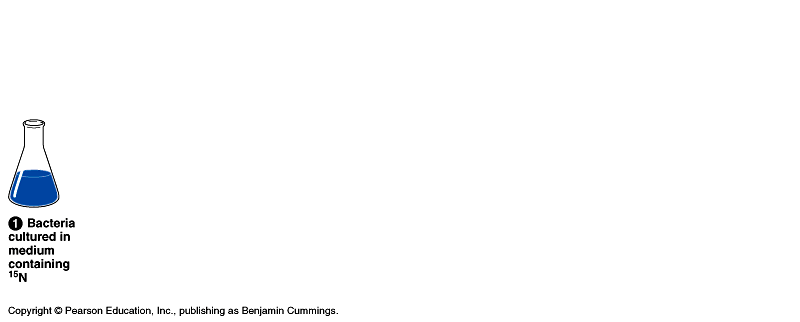 1 Bacteria
cultured in
medium
containing
¹⁵N
Copyright © Pearson Education, Inc., publishing as Benjamin Cummings.